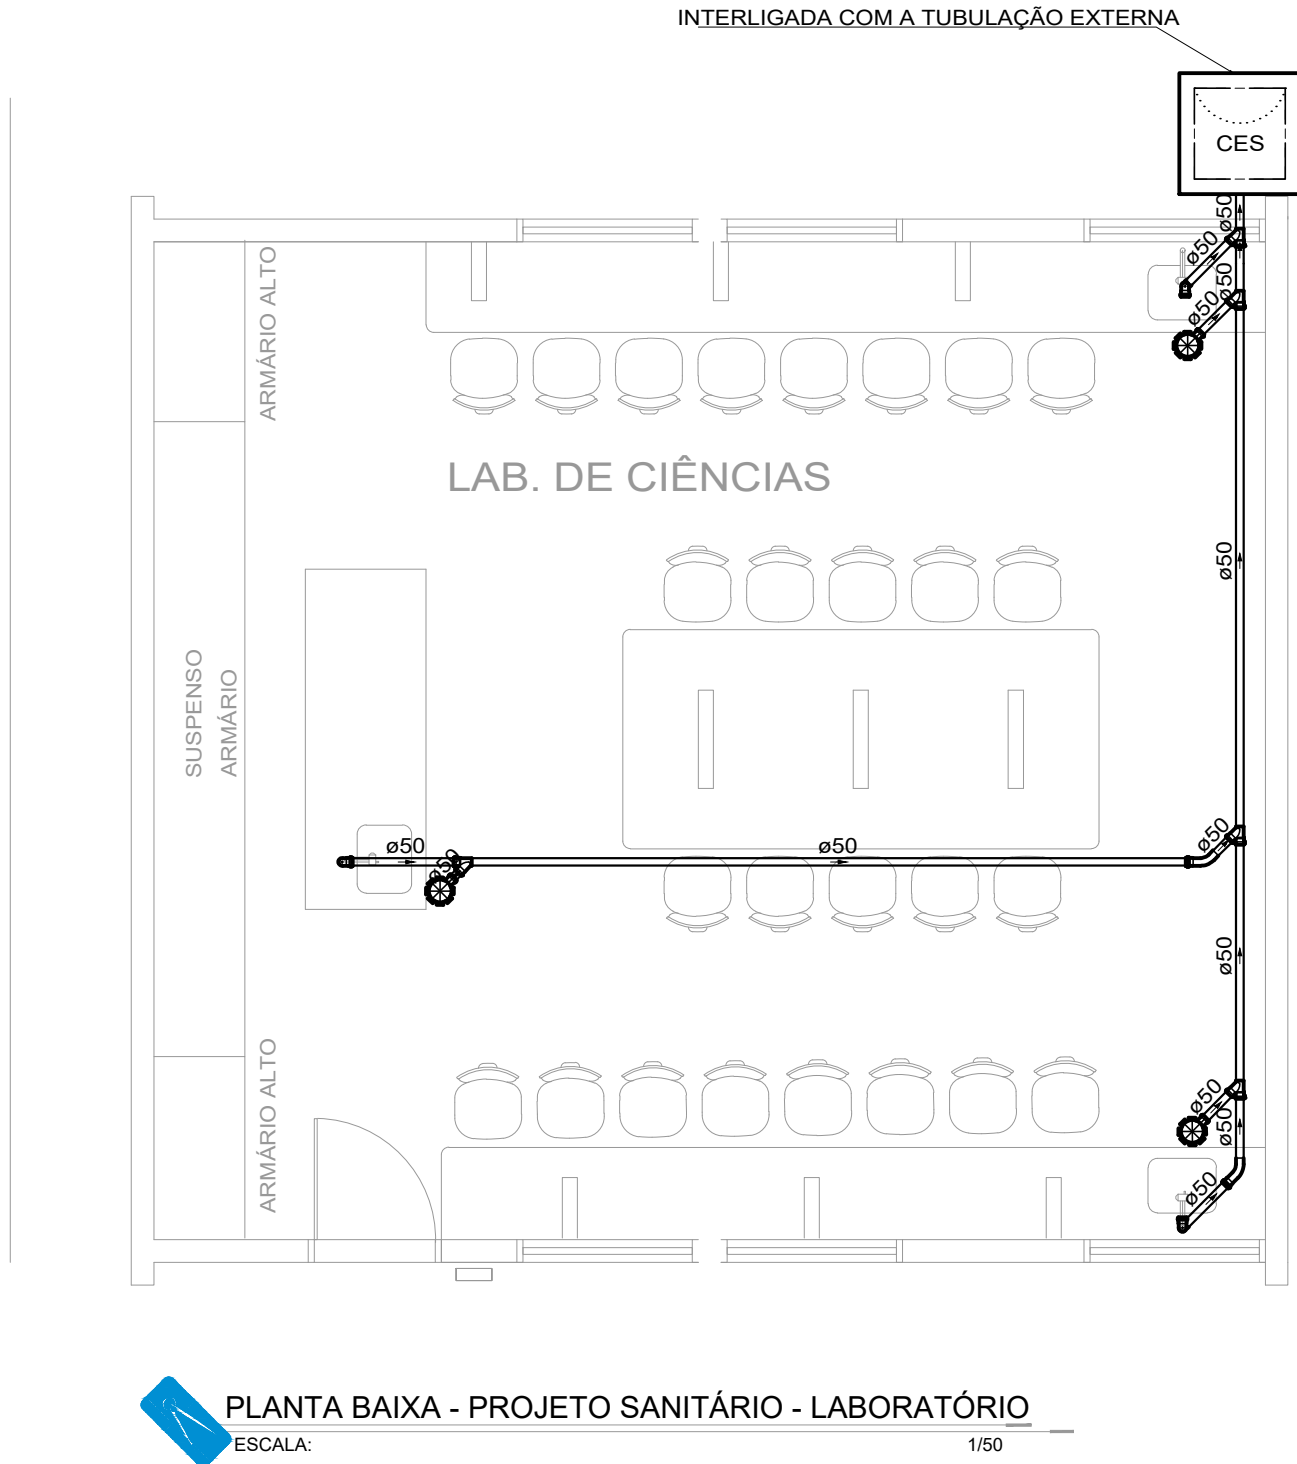 INTERLIGADA COM A TUBULAÇÃO EXTERNA
CES
ø50
ø50
ø50
ø50
ARMÁRIO ALTO
LAB. DE CIÊNCIAS
ø50
SUSPENSO
ARMÁRIO
ø50
ø50
ø50
ø50
ø50
ARMÁRIO ALTO
ø50
ø50
ø50
PLANTA BAIXA - PROJETO SANITÁRIO - LABORATÓRIO
ESCALA:
1/50